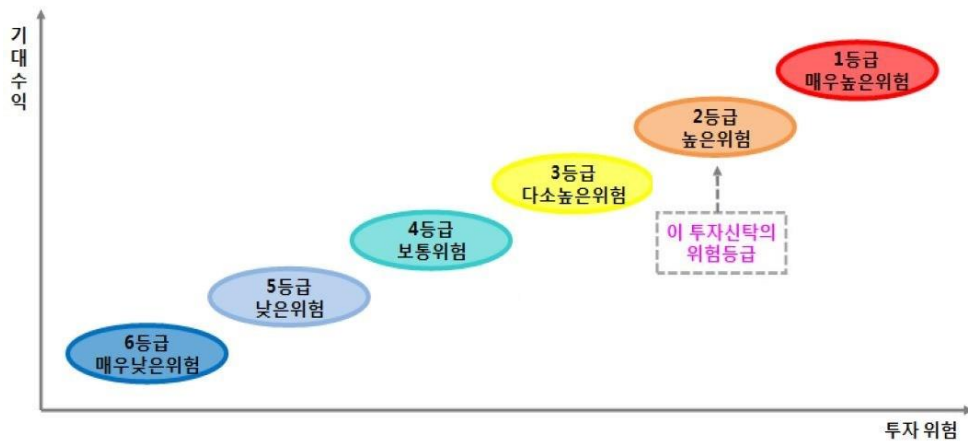 기대수익
1등급
매우높은위험
2등급
높은위험
3등급
다소높은위험
이 투자신탁의
위험등급
4등급
보통위험
5등급
낮은위험
6등급
매우낮은위험
투자 위험